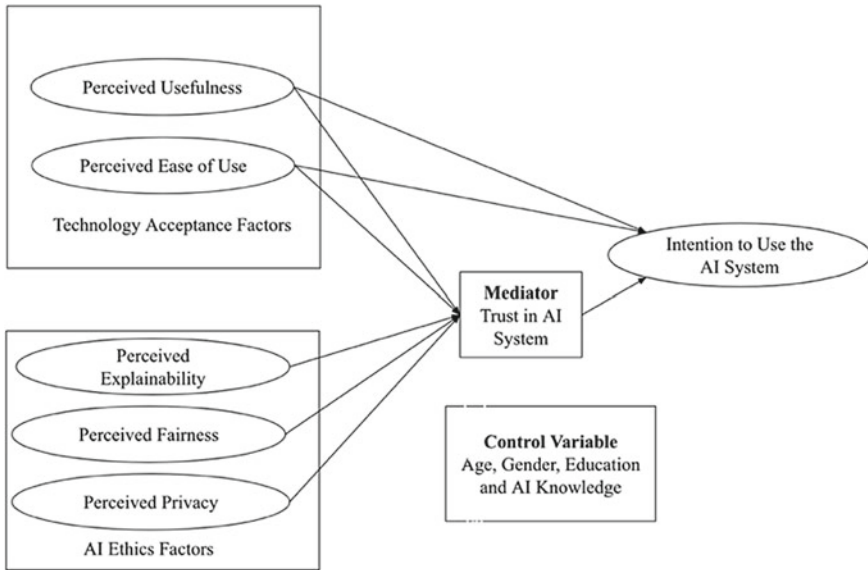 Perceived Usefulness
Perceived Ease of Use
Technology Acceptance Factors
Perceived
Explainability
Perceived Fairness
Perceived Privacy
AI Ethics Factors
Mediator
Trust in AI
System
Intention to Use the
AI System
Control Variable
Age, Gender, Education
and AI Knowledge